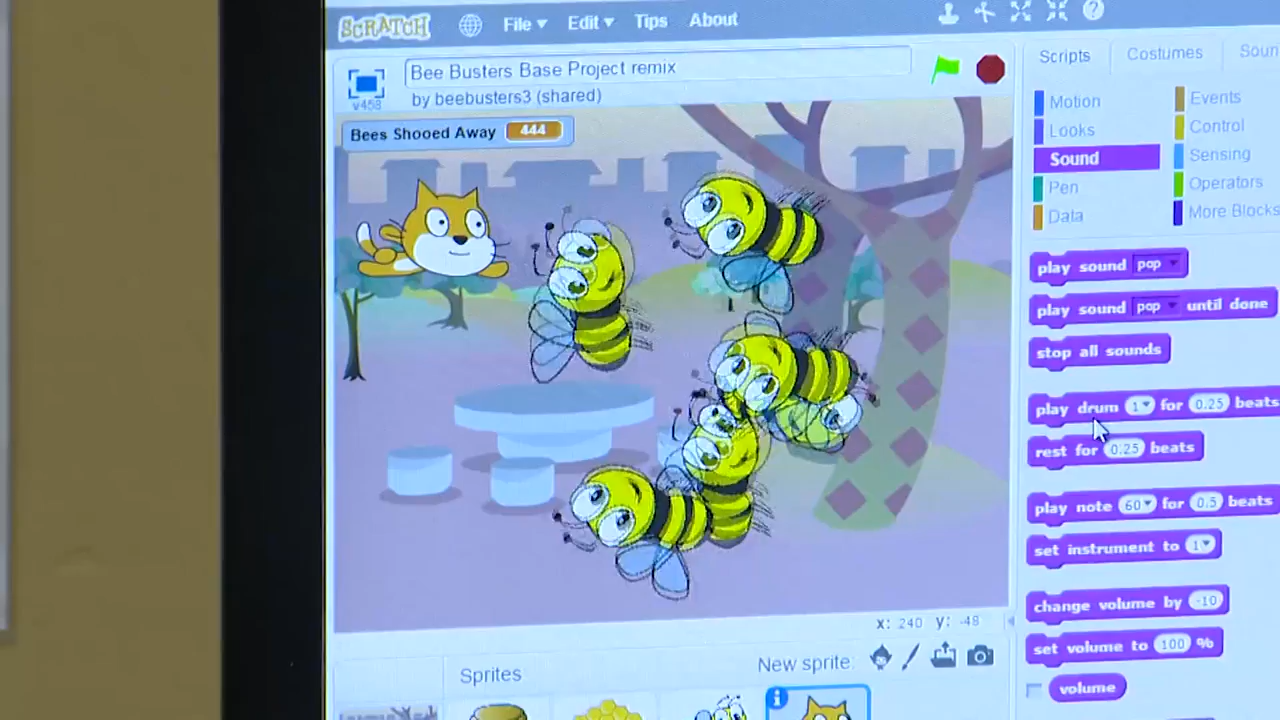 SCRATCH File Edit Tips About
Bee Busters Base Project remix
v458 by beebusters3 (shared)
Bees Shooed Away 444
Scripts Costumes
Motion Events
Looks Control
Sound Sensing
Pen Operators
Data More Blocks
play sound pop
play sound pop until done
stop all sounds
play drum 1 for 0.25 beats
rest for 0.25 beats
play note 60 for 0.5 beats
set instrument to 1
change volume by -10
set volume to 100 %
volume
x: 240 y: -48
Sprites New sprite: